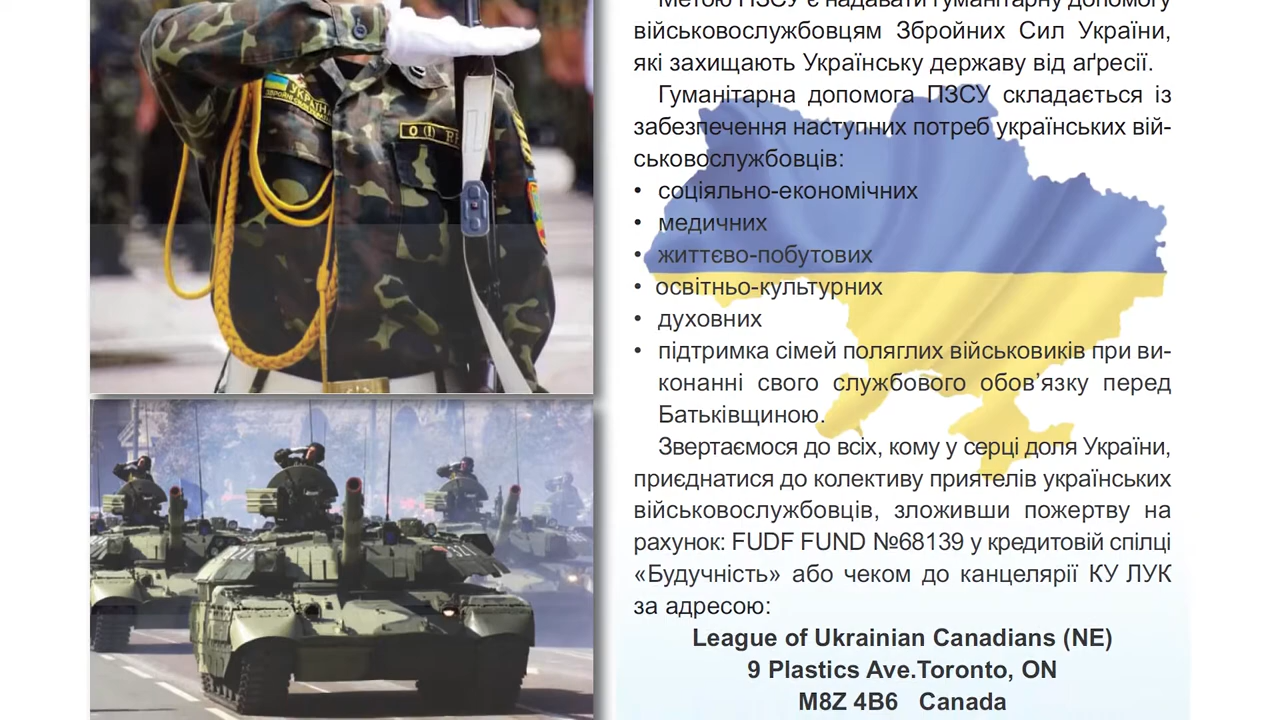 УКРАЇНА
Метою ПЗСУ є надавати гуманітарну допомогу
військовослужбовцям Збройних Сил України,
які захищають Українську державу від аґресії.
Гуманітарна допомога ПЗСУ складається із
забезпечення наступних потреб українських вій-
ськовослужбовців:
• соціяльно-економічних
• медичних
• життєво-побутових
• освітньо-культурних
• духовних
• підтримка сімей поляглих військовиків при ви-
конанні свого службового обов’язку перед
Батьківщиною.
Звертаємося до всіх, кому у серці доля України,
приєднатися до колективу приятелів українських
військовослужбовців, зложивши пожертву на
рахунок: FUDF FUND №68139 у кредитовій спілці
«Будучність» або чеком до канцелярії КУ ЛУК
за адресою:
League of Ukrainian Canadians (NE)
9 Plastics Ave.Toronto, ON
M8Z 4B6 Canada